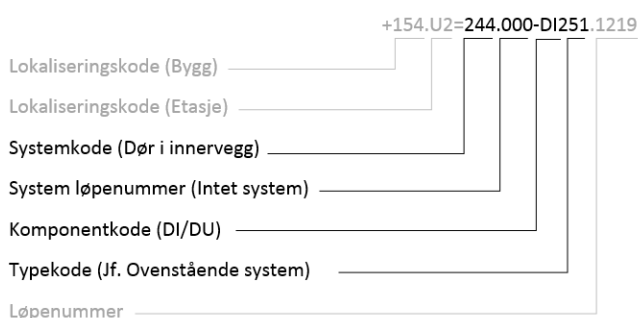 +154.U2=244.000-DI251.1219
Lokaliseringskode (Bygg)
Lokaliseringskode (Etasje)
Systemkode (Dør i innervegg)
System løpenummer (Intet system)
Komponentkode (DI/DU)
Typekode (Jf. Ovenstående system)
Løpenummer